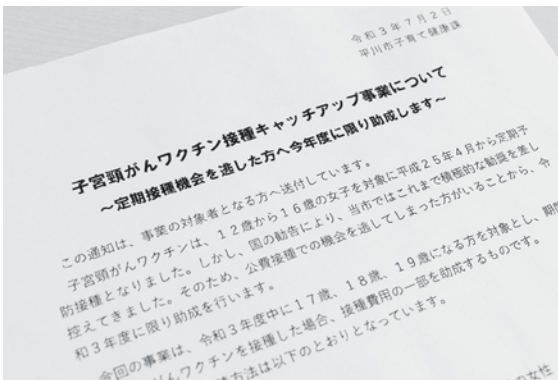 令和3年7月2日
平川市子育て健康課
子宮頸がんワクチン接種キャッチアップ事業について
～定期接種機会を逃した方へ今年度に限り助成します～
この通知は、事業の対象者となる方へ送付しています。
子宮頸がんワクチンは、12歳から16歳の女子を対象に平成25年4月から定期予
防接種となりました。しかし、国の勧告により、当市ではこれまで積極的な勧奨を差し
控えてきました。そのため、公費接種での機会を逃してしまった方がいることから、令
和3年度に限り助成を行います。
今回の事業は、令和3年度中に17歳、18歳、19歳になる方を対象とし、期
がんワクチンを接種した場合、接種費用の一部を助成するものです。
方法は以下のとおりとなっています。
の女性